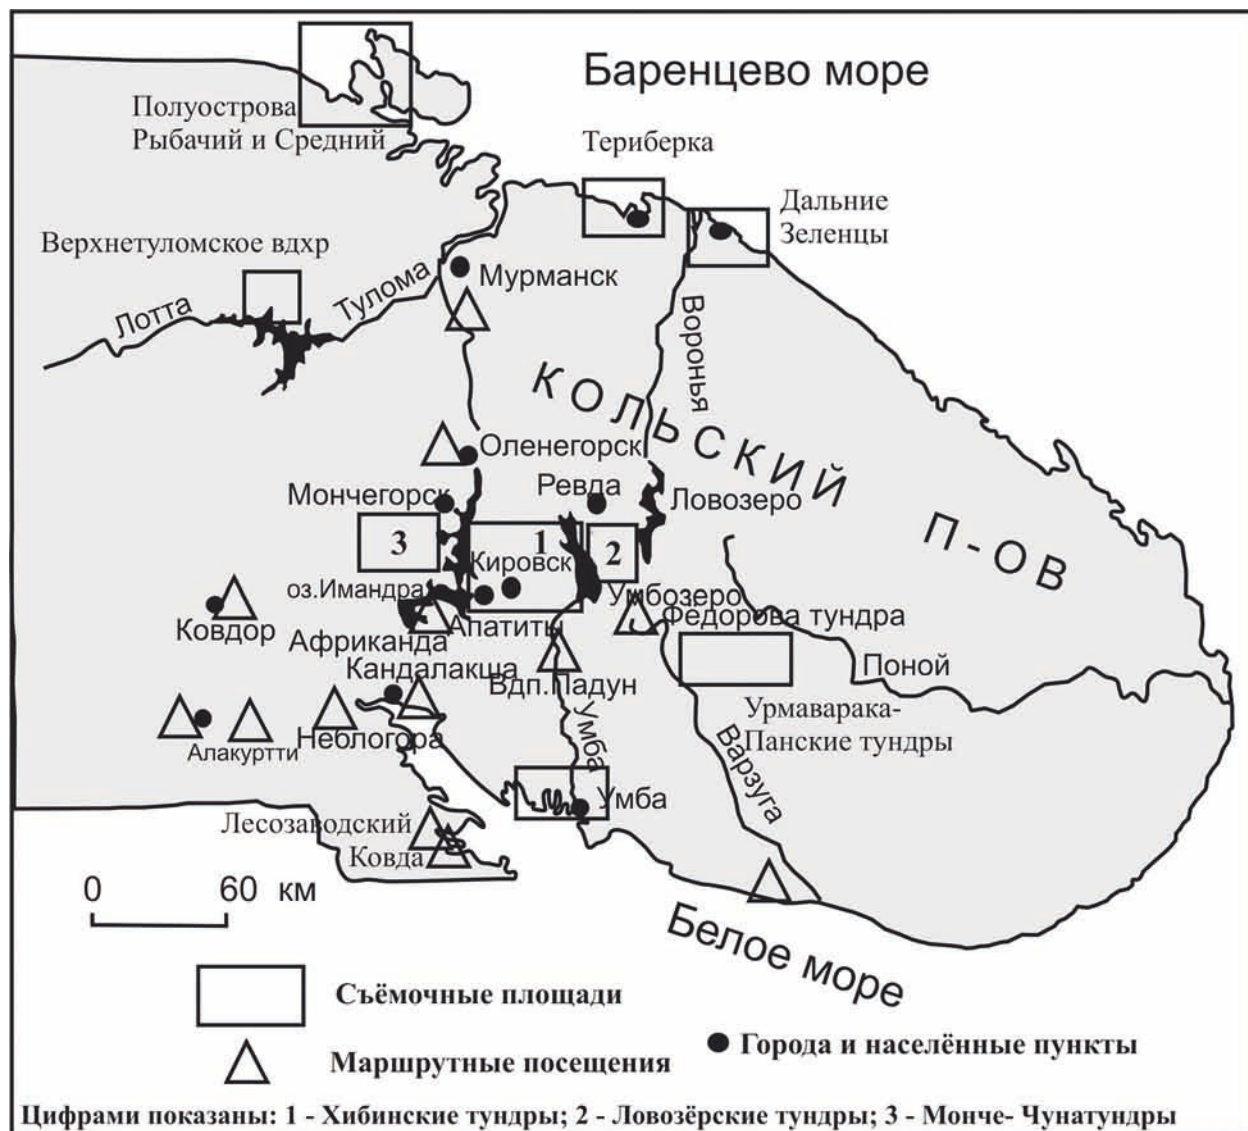 Баренцево море
Полуострова
Рыбачий и Средний
Териберка
Дальние
Зеленцы
Верхнетуломское вдхр
Лотта
Тулома
Мурманск
Воронья
КОЛЬСКИЙ
П-ОВ
Оленегорск
Мончегорск
Ревда
Ловозеро
3
1
2
Кировск
оз.Имандра
Умбозеро
Ковдор
Апатиты
Фёдорова тундра
Африканда
Кандалакша
Вдп.Падун
Поной
Алакуртти
Неблогора
Умба
Урмаварака-
Панские тундры
Варзуга
Умба
Лесозаводский
Ковда
0 60 км
Белое море
Съёмочные площади
Маршрутные посещения
Города и населённые пункты
Цифрами показаны: 1 - Хибинские тундры; 2 - Ловозёрские тундры; 3 - Монче- Чунатундры